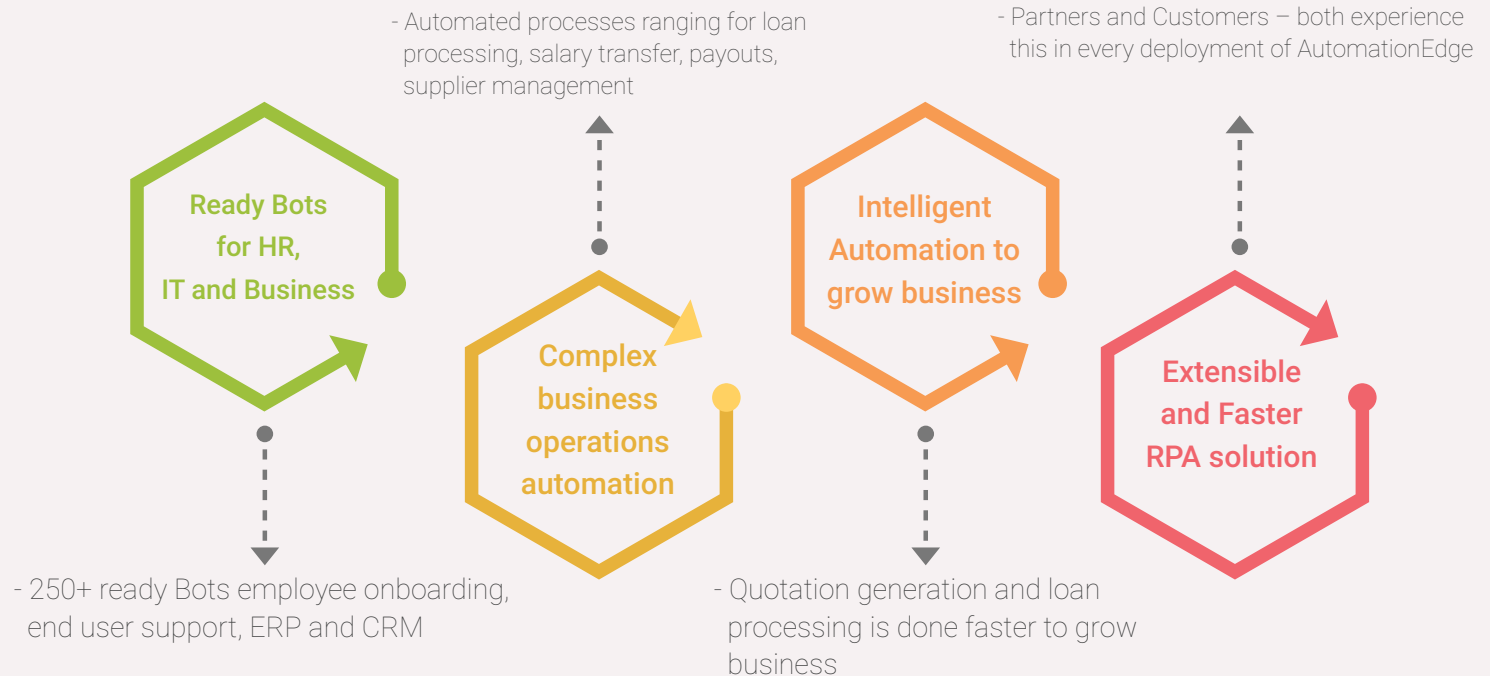 - Automated processes ranging for loan
processing, salary transfer, payouts,
supplier management
- Partners and Customers – both experience
this in every deployment of AutomationEdge
Ready Bots
for HR,
IT and Business
Intelligent
Automation to
grow business
Complex
business
operations
automation
Extensible
and Faster
RPA solution
- 250+ ready Bots employee onboarding,
end user support, ERP and CRM
- Quotation generation and loan
processing is done faster to grow
business